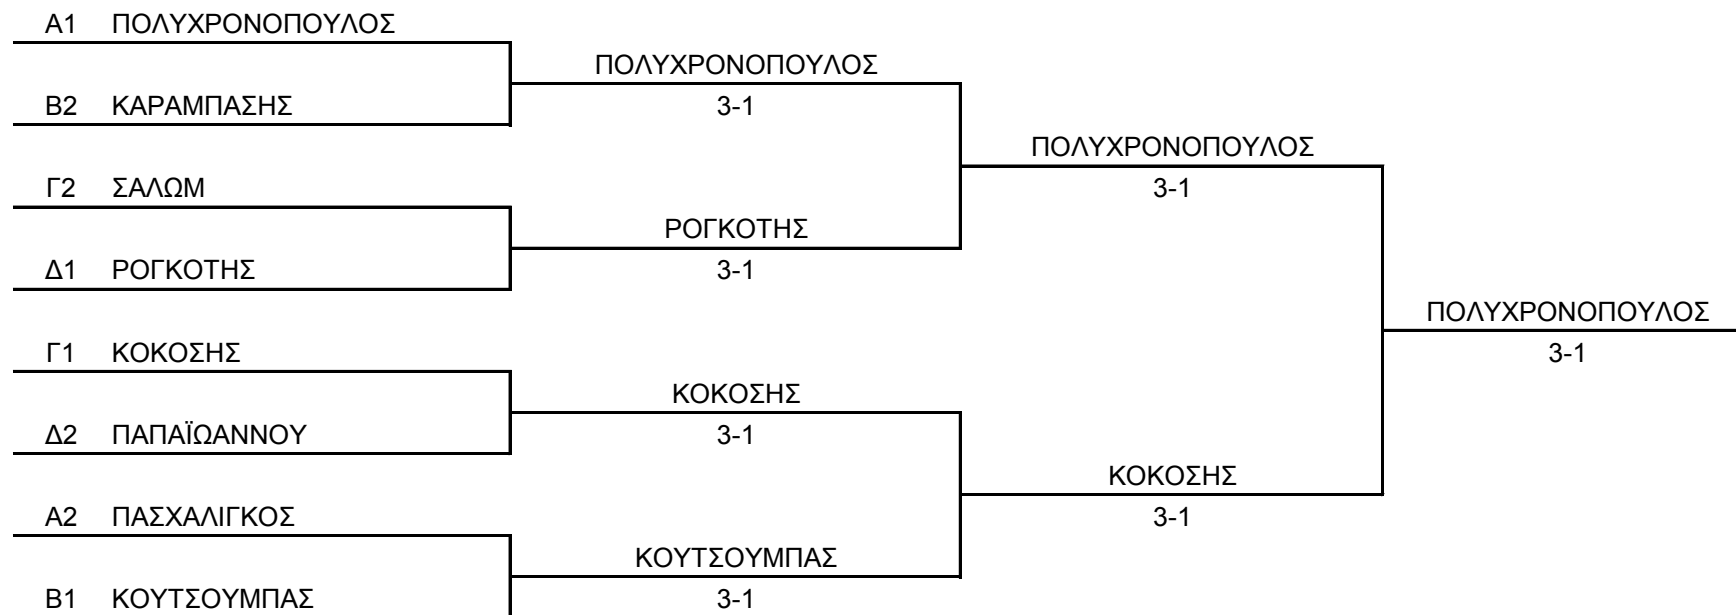 Α1 ΠΟΛΥΧΡΟΝΟΠΟΥΛΟΣ
ΠΟΛΥΧΡΟΝΟΠΟΥΛΟΣ
Β2 ΚΑΡΑΜΠΑΣΗΣ
3-1
ΠΟΛΥΧΡΟΝΟΠΟΥΛΟΣ
Γ2 ΣΑΛΩΜ
3-1
ΡΟΓΚΟΤΗΣ
Δ1 ΡΟΓΚΟΤΗΣ
3-1
ΠΟΛΥΧΡΟΝΟΠΟΥΛΟΣ
Γ1 ΚΟΚΟΣΗΣ
3-1
ΚΟΚΟΣΗΣ
Δ2 ΠΑΠΑΪΩΑΝΝΟΥ
3-1
ΚΟΚΟΣΗΣ
Α2 ΠΑΣΧΑΛΙΓΚΟΣ
3-1
ΚΟΥΤΣΟΥΜΠΑΣ
Β1 ΚΟΥΤΣΟΥΜΠΑΣ
3-1